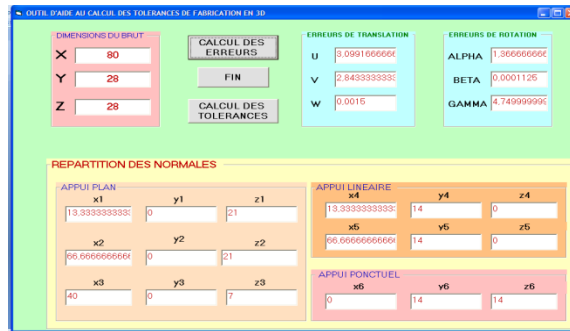 OUTIL D'AIDE AU CALCUL DES TOLERANCES DE FABRICATION EN 3D
DIMENSIONS DU BRUT
X 80
Y 28
Z 28
CALCUL DES ERREURS
FIN
CALCUL DES TOLERANCES
ERREURS DE TRANSLATION
U 3,0991666666
V 2,8433333333
W 0,0015
ERREURS DE ROTATION
ALPHA 1,366666666
BETA 0,0001125
GAMMA 4,749999999
REPARTITION DES NORMALES
APPUI PLAN
x1 y1 z1
13,3333333333 0 21
x2 y2 z2
66,6666666666 0 21
x3 y3 z3
40 0 7
APPUI LINEAIRE
x4 y4 z4
13,3333333333 14 0
x5 y5 z5
66,6666666666 14 0
APPUI PONCTUEL
x6 y6 z6
0 14 14